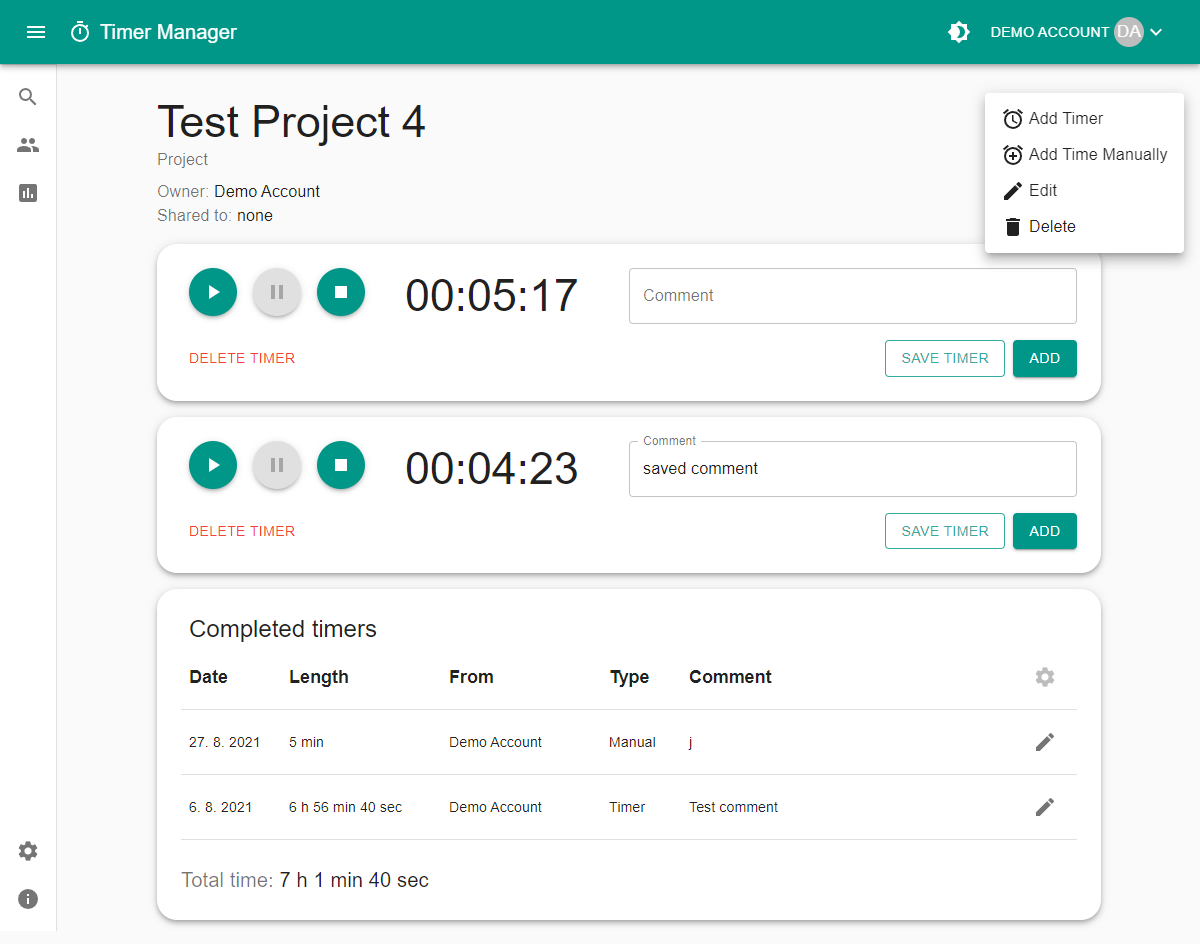 Timer Manager
DEMO ACCOUNT DA
Test Project 4
Project
Owner: Demo Account
Shared to: none
Add Timer
Add Time Manually
Edit
Delete
00:05:17
Comment
DELETE TIMER
SAVE TIMER
ADD
00:04:23
Comment
saved comment
DELETE TIMER
SAVE TIMER
ADD
Completed timers
Date Length From Type Comment
27. 8. 2021 5 min Demo Account Manual j
6. 8. 2021 6 h 56 min 40 sec Demo Account Timer Test comment
Total time: 7 h 1 min 40 sec